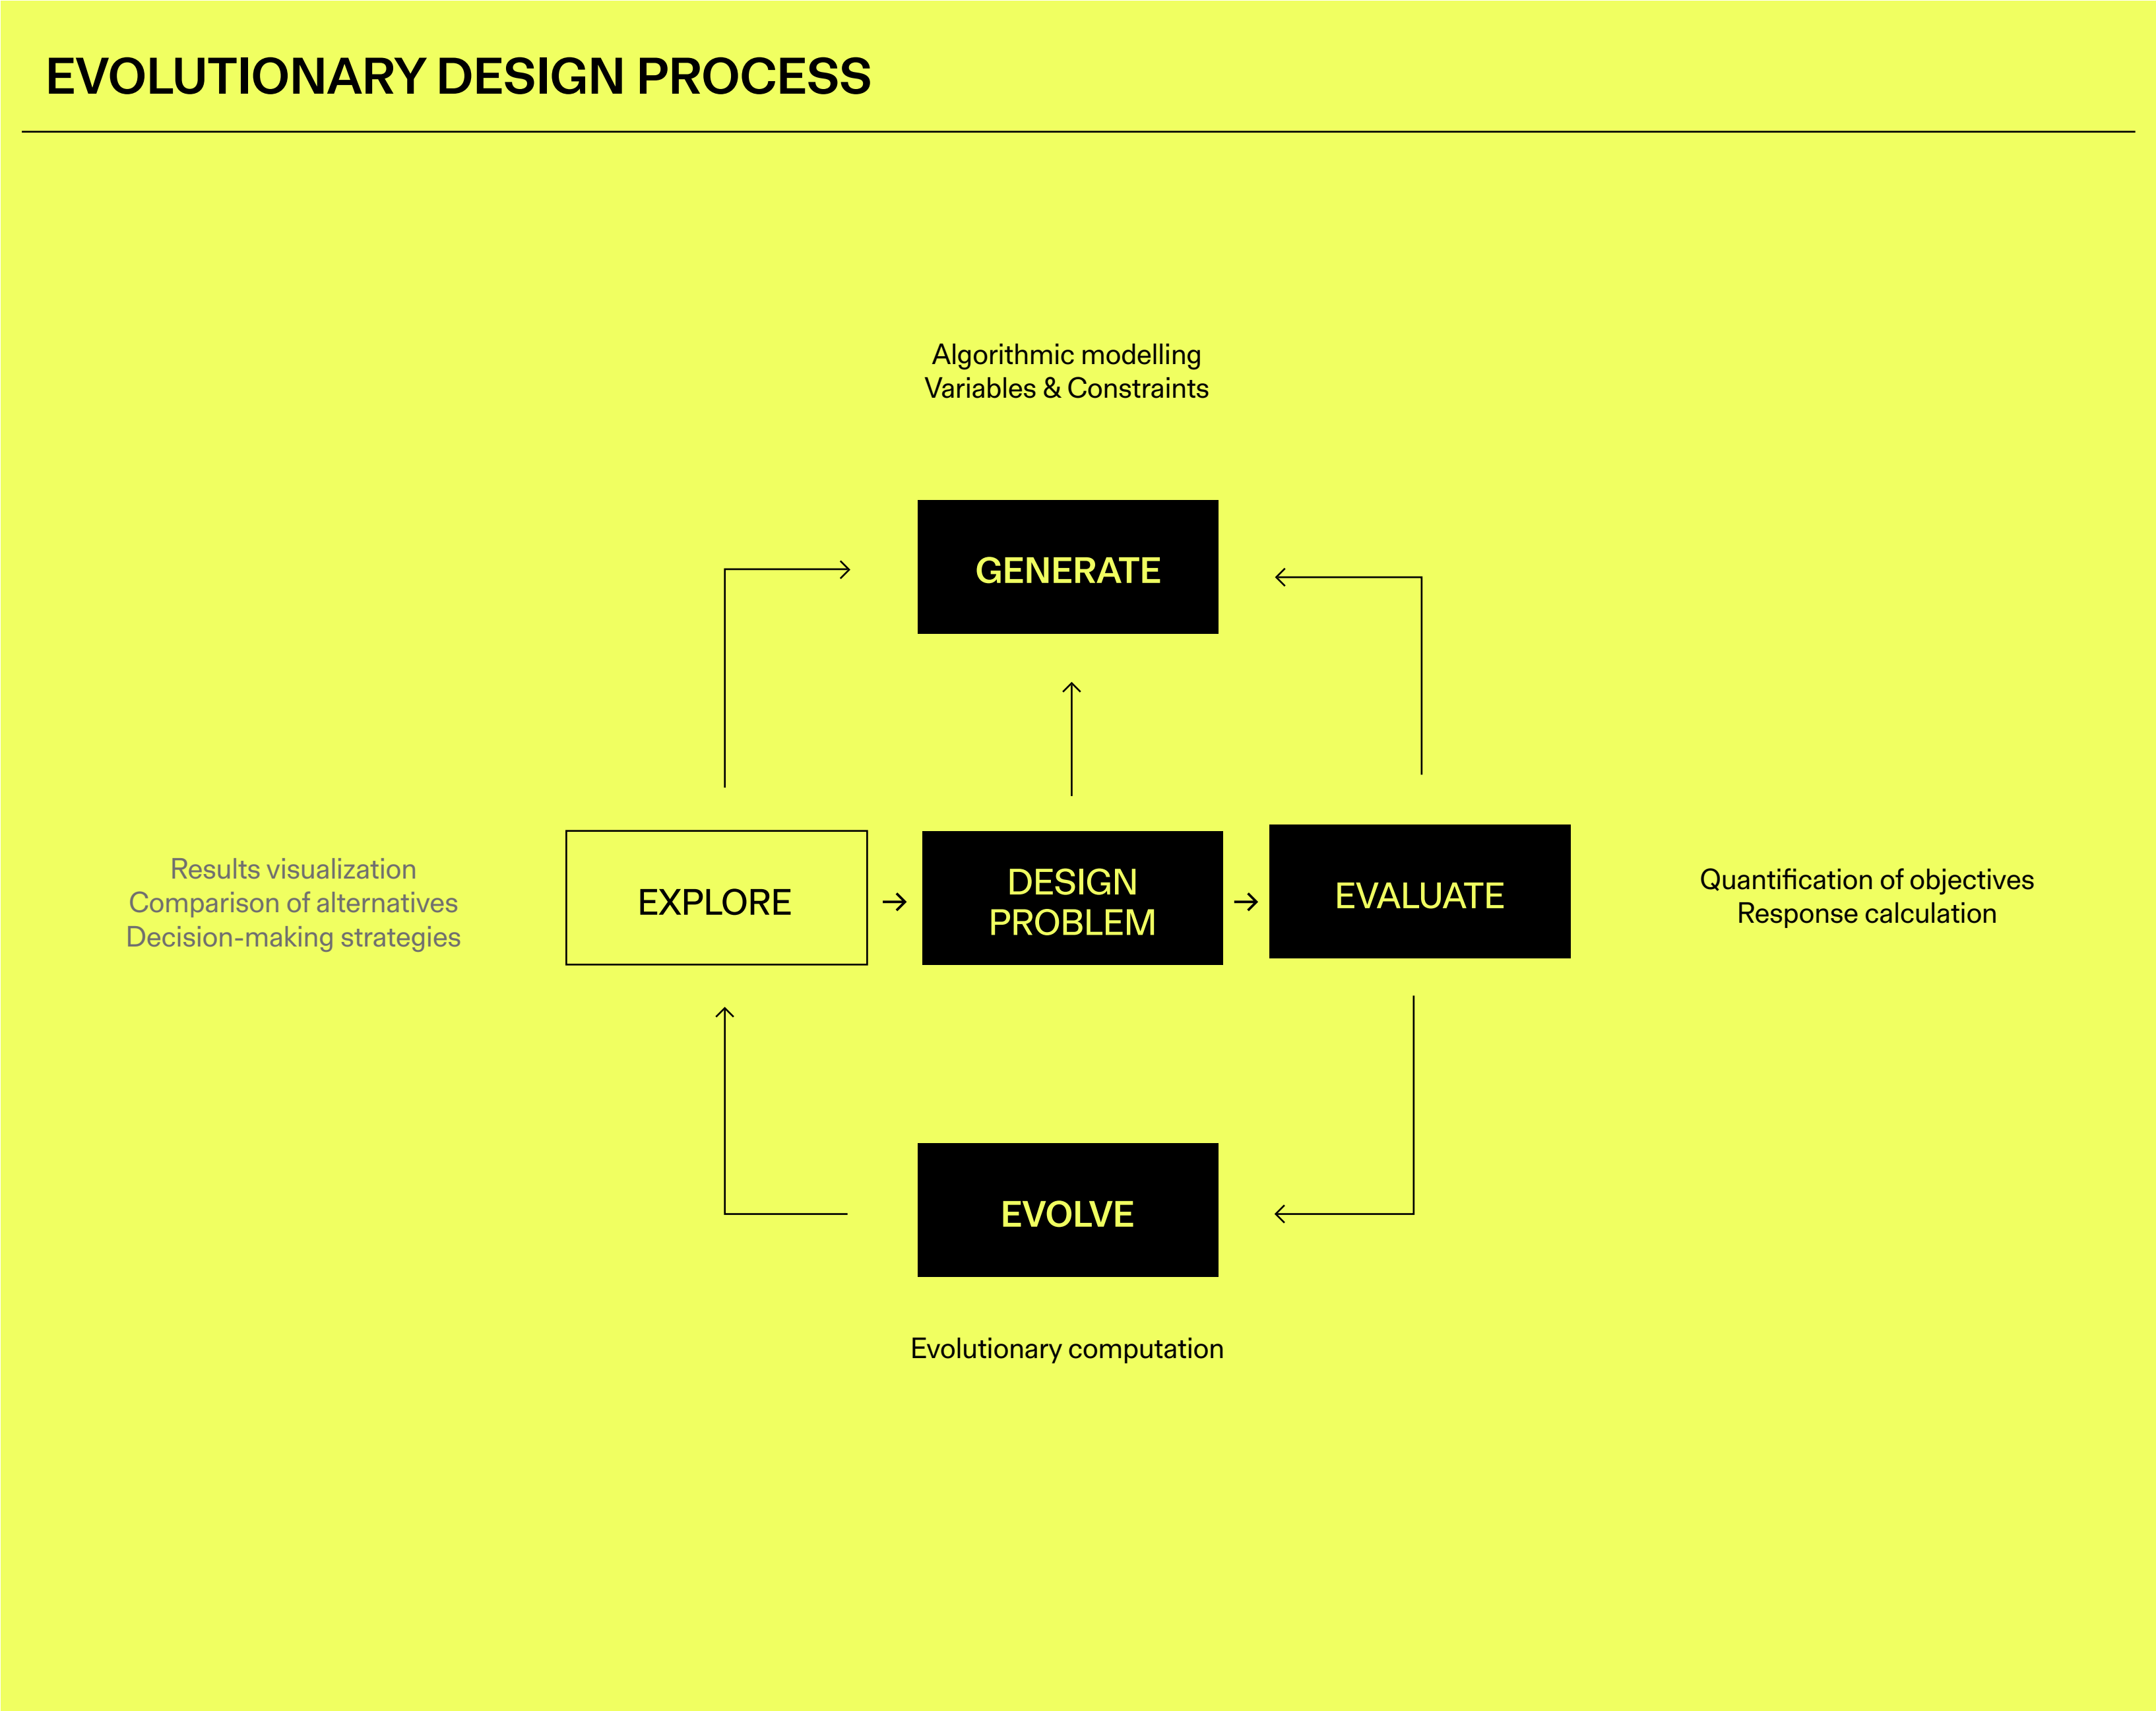 EVOLUTIONARY DESIGN PROCESS
Algorithmic modelling
Variables & Constraints
GENERATE
Results visualization
Comparison of alternatives
Decision-making strategies
EXPLORE
DESIGN
PROBLEM
EVALUATE
Quantification of objectives
Response calculation
EVOLVE
Evolutionary computation